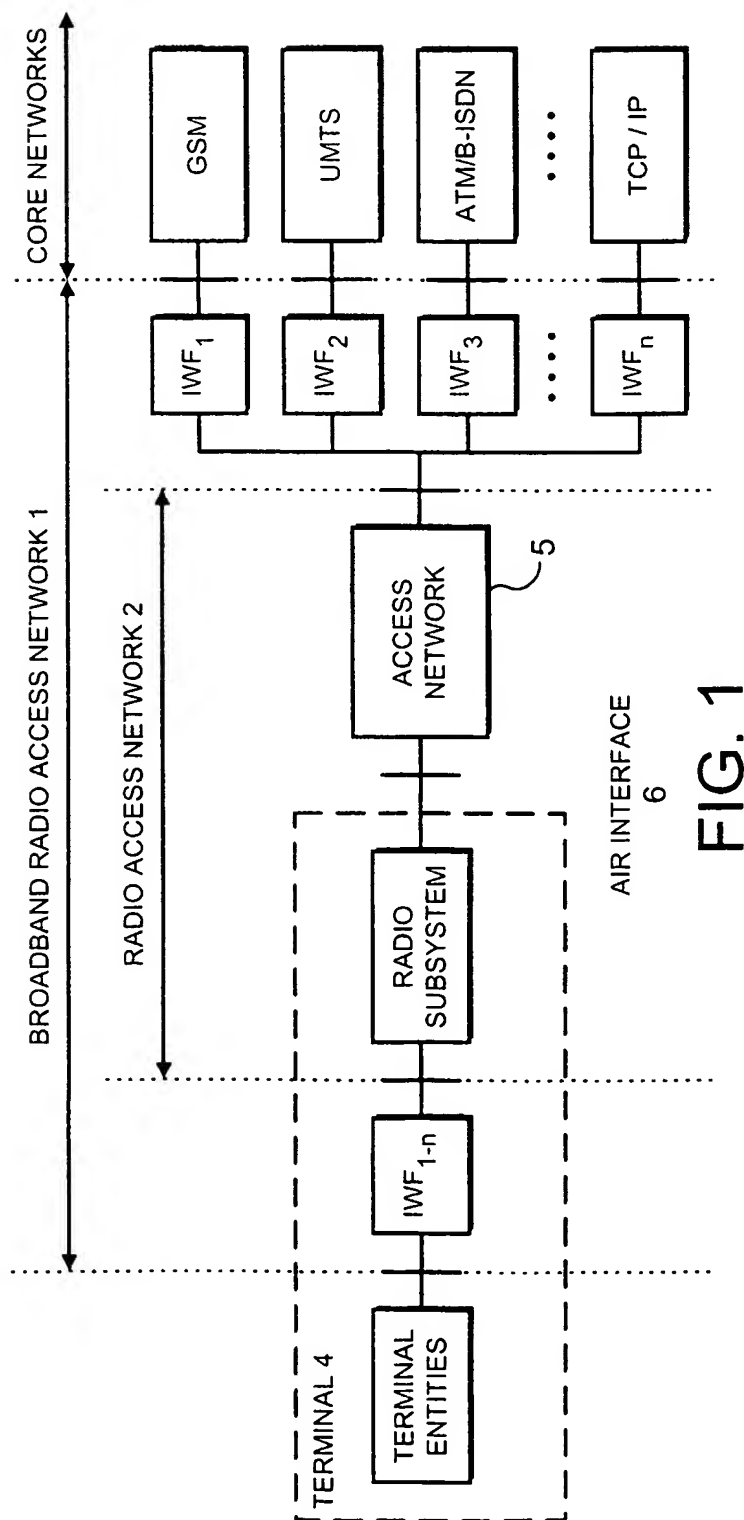 CORE NETWORKS
BROADBAND RADIO ACCESS NETWORK 1
RADIO ACCESS NETWORK 2
TERMINAL 4
TERMINAL
ENTITIES
IWF1-n
RADIO
SUBSYSTEM
ACCESS
NETWORK
5
IWF1
GSM
IWF2
UMTS
IWF3
ATM/B-ISDN
IWFn
TCP / IP
AIR INTERFACE
6
FIG. 1